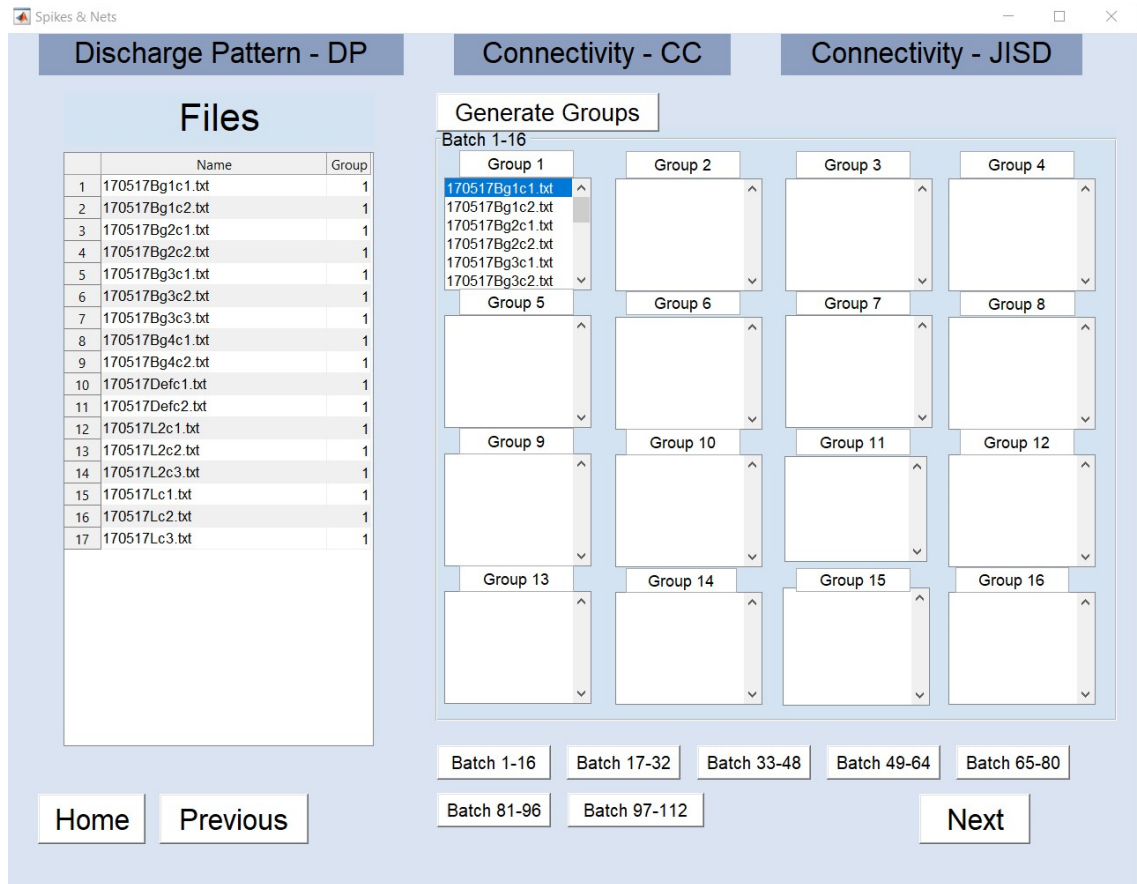 Spikes & Nets
Discharge Pattern - DP
Connectivity - CC
Connectivity - JISD
Files
Name Group
1 170517Bg1c1.txt 1
2 170517Bg1c2.txt 1
3 170517Bg2c1.txt 1
4 170517Bg2c2.txt 1
5 170517Bg3c1.txt 1
6 170517Bg3c2.txt 1
7 170517Bg3c3.txt 1
8 170517Bg4c1.txt 1
9 170517Bg4c2.txt 1
10 170517Defc1.txt 1
11 170517Defc2.txt 1
12 170517L2c1.txt 1
13 170517L2c2.txt 1
14 170517L2c3.txt 1
15 170517Lc1.txt 1
16 170517Lc2.txt 1
17 170517Lc3.txt 1
Generate Groups
Batch 1-16
Group 1 Group 2 Group 3 Group 4
170517Bg1c1.txt
170517Bg1c2.txt
170517Bg2c1.txt
170517Bg2c2.txt
170517Bg3c1.txt
170517Bg3c2.txt
Group 5 Group 6 Group 7 Group 8
Group 9 Group 10 Group 11 Group 12
Group 13 Group 14 Group 15 Group 16
Batch 1-16 Batch 17-32 Batch 33-48 Batch 49-64 Batch 65-80
Batch 81-96 Batch 97-112
Home Previous Next